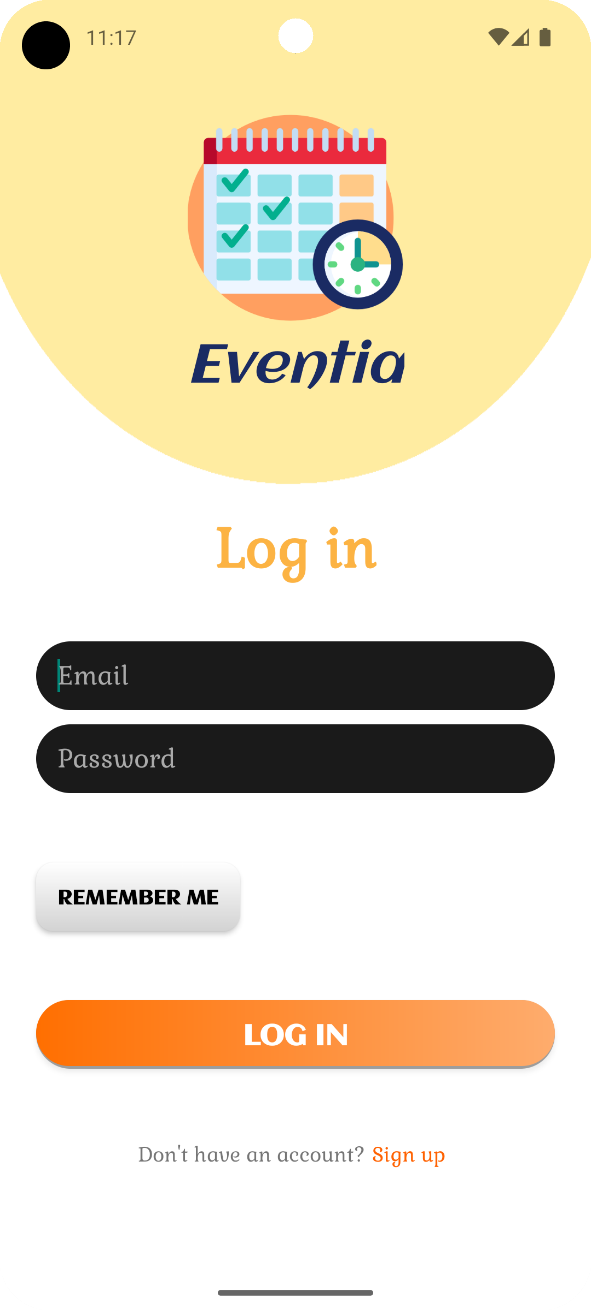 11:17
Eventia
Log in
Email
Password
REMEMBER ME
LOG IN
Don't have an account? Sign up